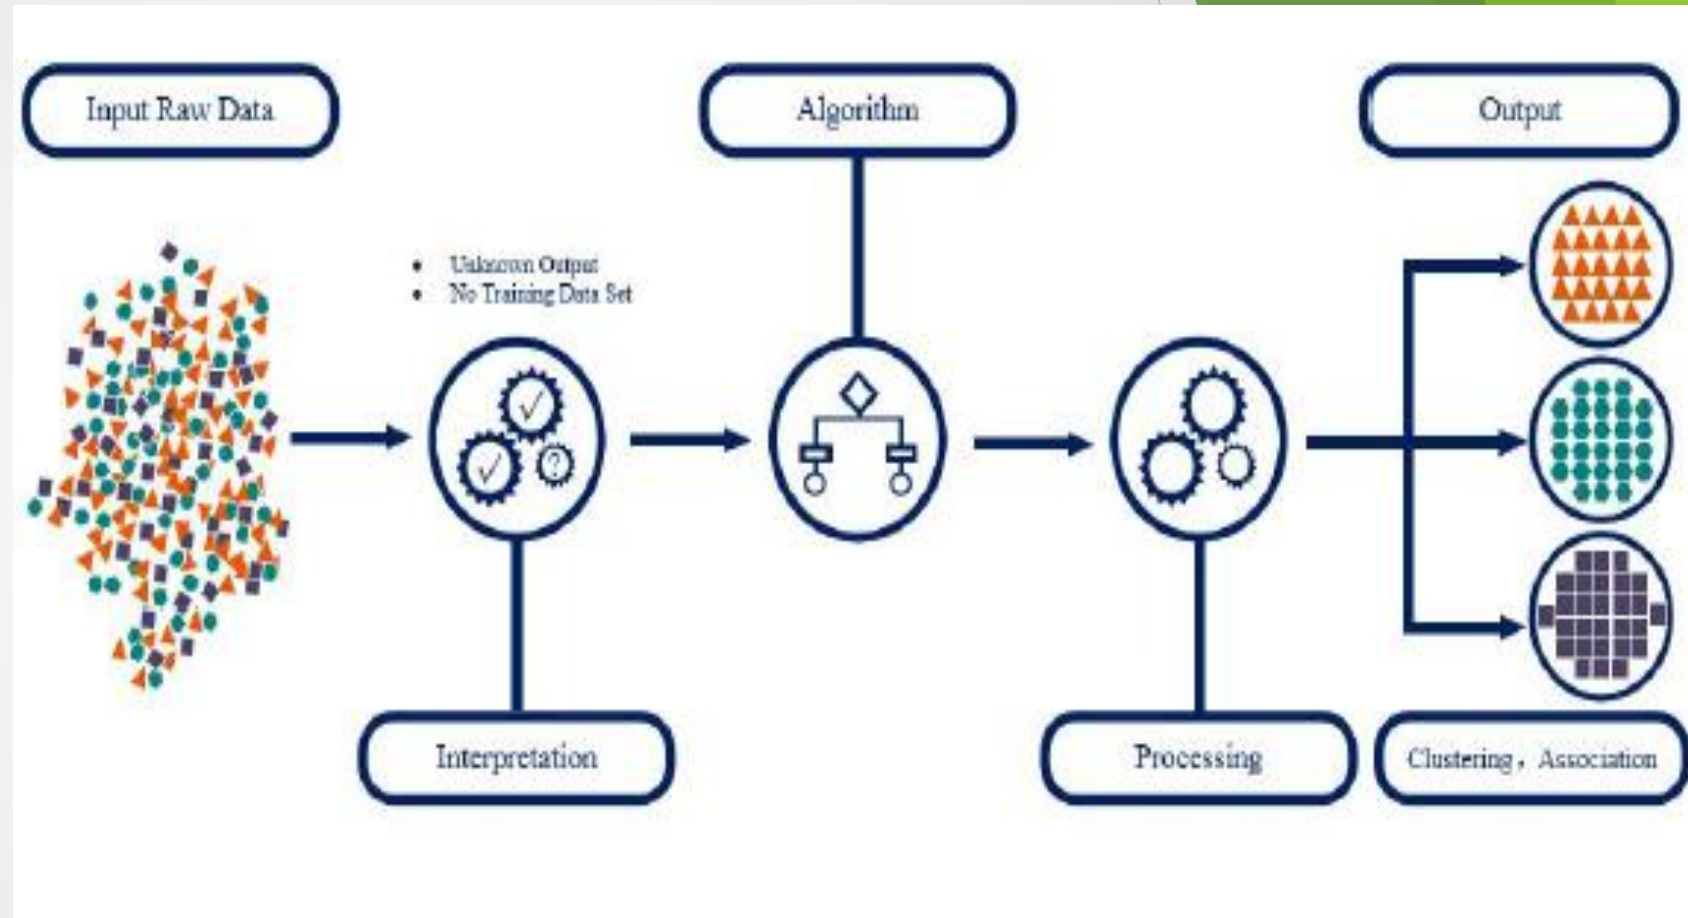 Input Raw Data
Algorithm
Output
• Unknown Output
• No Training Data Set
✓
✓
?
Interpretation
Processing
Clustering，Association